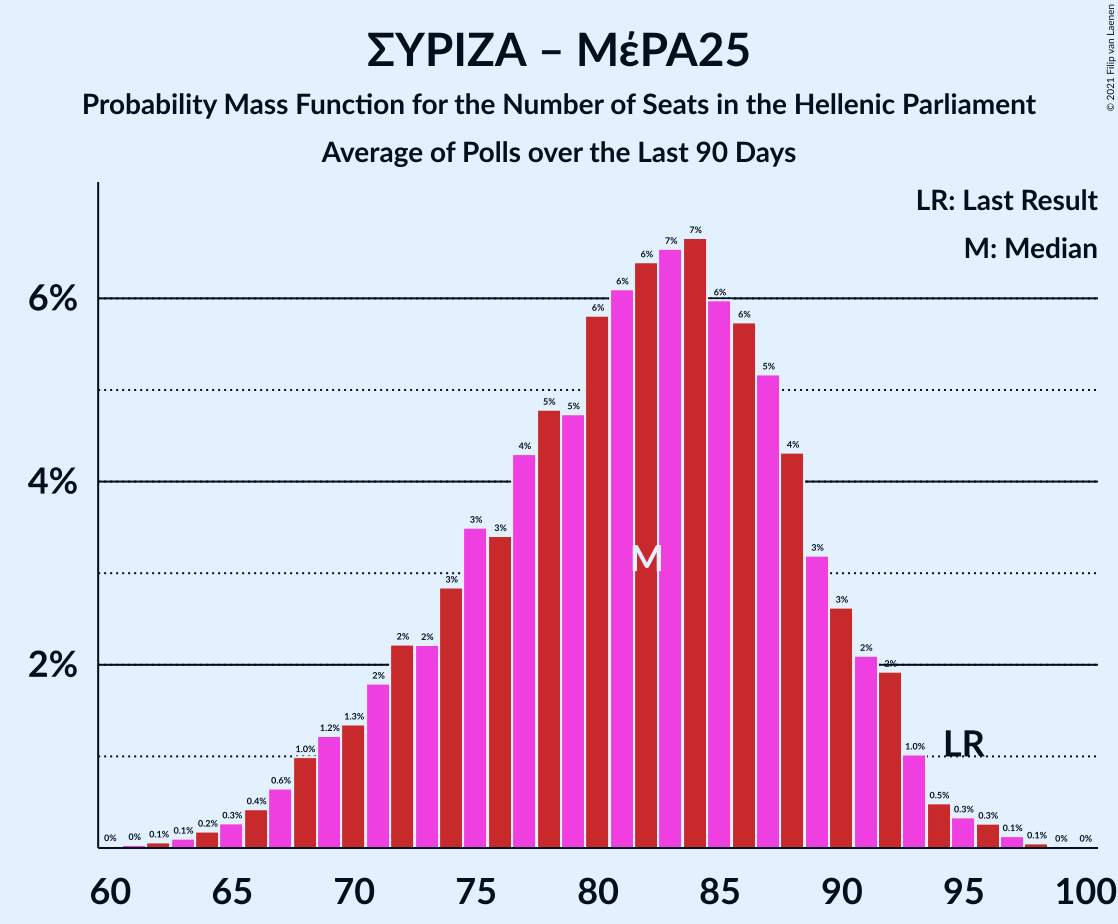 ΣΥΡΙΖΑ – ΜέΡΑ25
Probability Mass Function for the Number of Seats in the Hellenic Parliament
Average of Polls over the Last 90 Days
© 2021 Filip van Laenen
LR: Last Result
M: Median
6%
4%
2%
0% 0% 0.1% 0.1% 0.2% 0.3% 0.4% 0.6% 1.0% 1.2% 1.3% 2% 2% 2% 3% 3% 3% 4% 5% 5% 6% 6% 6% 7% 7% 6% 6% 5% 4% 3% 3% 2% 2% 1.0% 0.5% 0.3% 0.3% 0.1% 0.1% 0% 0%
M
LR
60 65 70 75 80 85 90 95 100